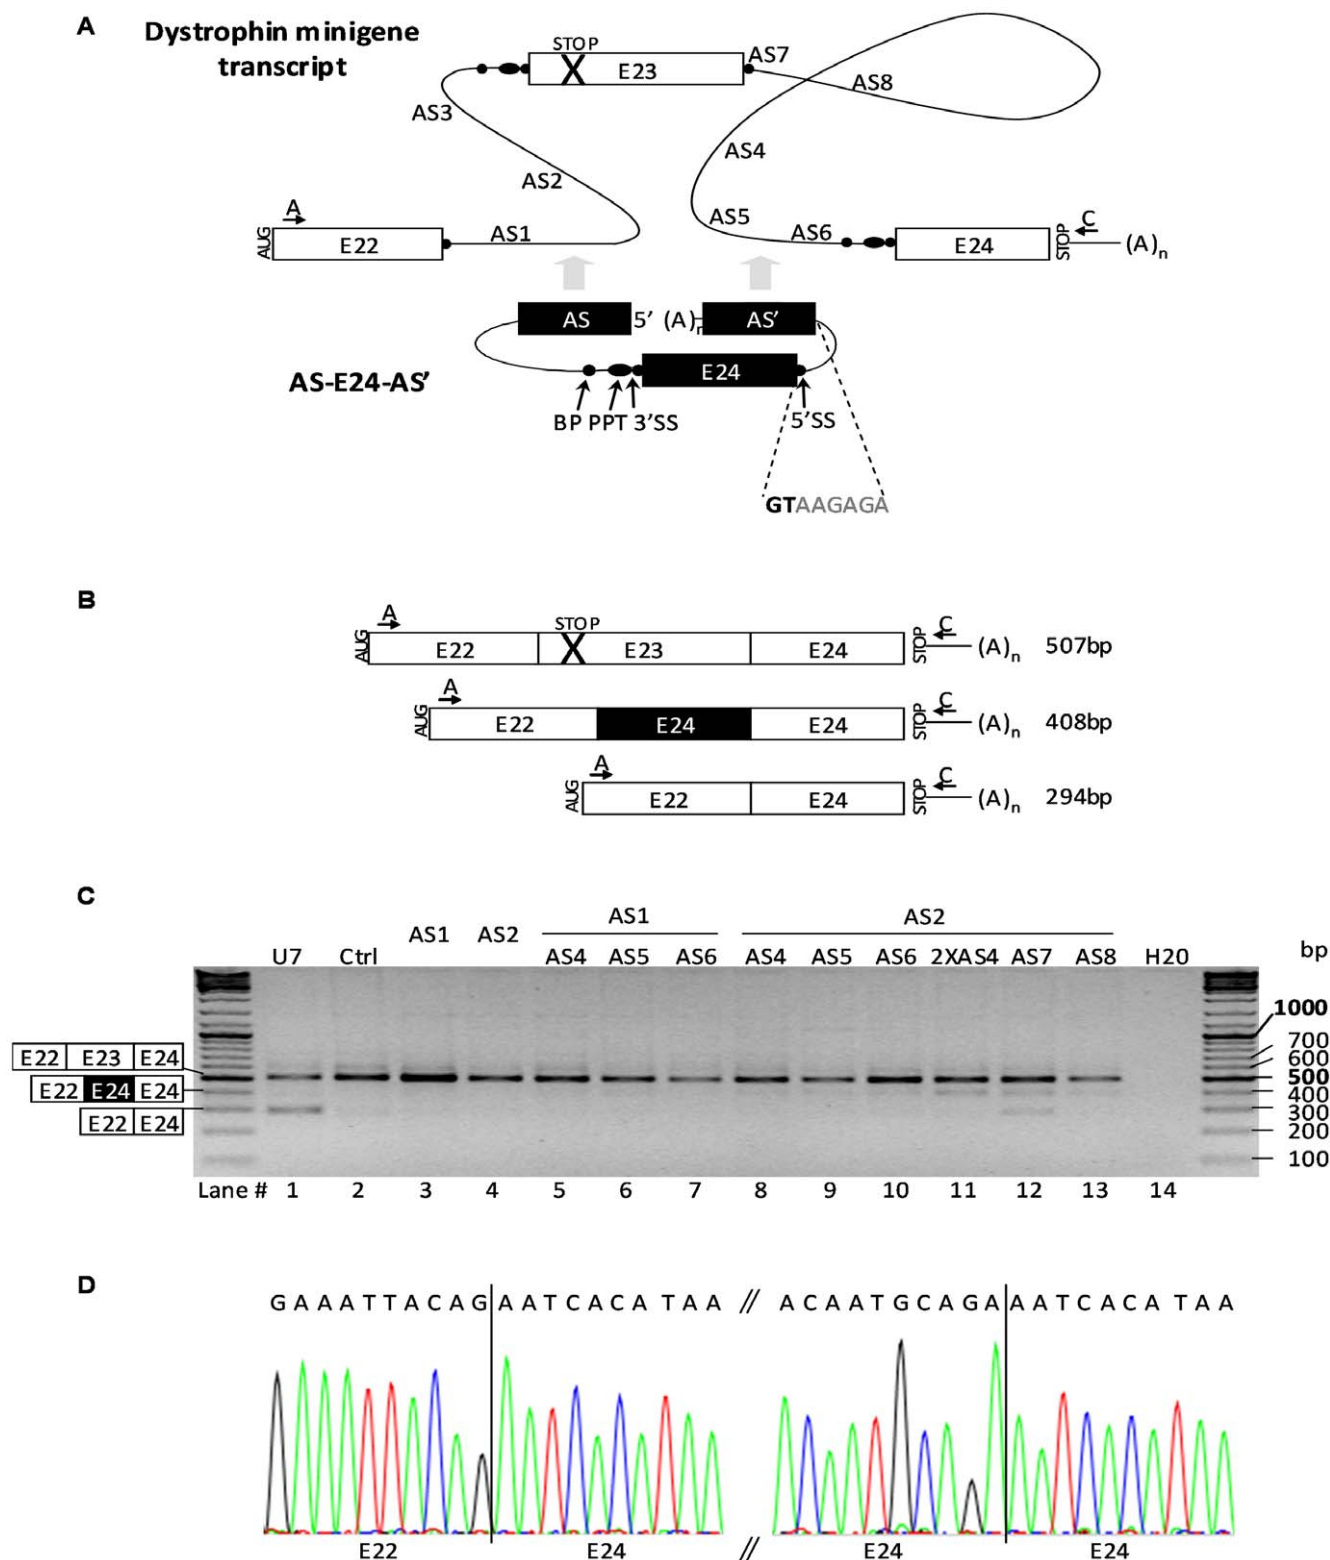 A
Dystrophin minigene
transcript
STOP
E23
AS7
AS8
AS3
AS4
AS2
A
AUG
E22
AS1
AS5
AS6
E24
STOP
C
(A)n
AS
5′
(A)n
AS′
AS-E24-AS′
E24
BP PPT 3′SS
5′SS
GTAAGAGA
B
A
AUG
E22
STOP
E23
E24
STOP
C
(A)n
507bp
A
AUG
E22
E24
E24
STOP
C
(A)n
408bp
A
AUG
E22
E24
STOP
C
(A)n
294bp
C
AS1
AS2
U7 Ctrl AS1 AS2 AS4 AS5 AS6 AS4 AS5 AS6 2XAS4 AS7 AS8 H20
bp
1000
700
600
500
400
300
200
100
E22 E23 E24
E22 E24 E24
E22 E24
Lane # 1 2 3 4 5 6 7 8 9 10 11 12 13 14
D
G A A A T T A C A G A A T C A C A T A A // A C A A T G C A G A A A T C A C A T A A
E22 E24 // E24 E24